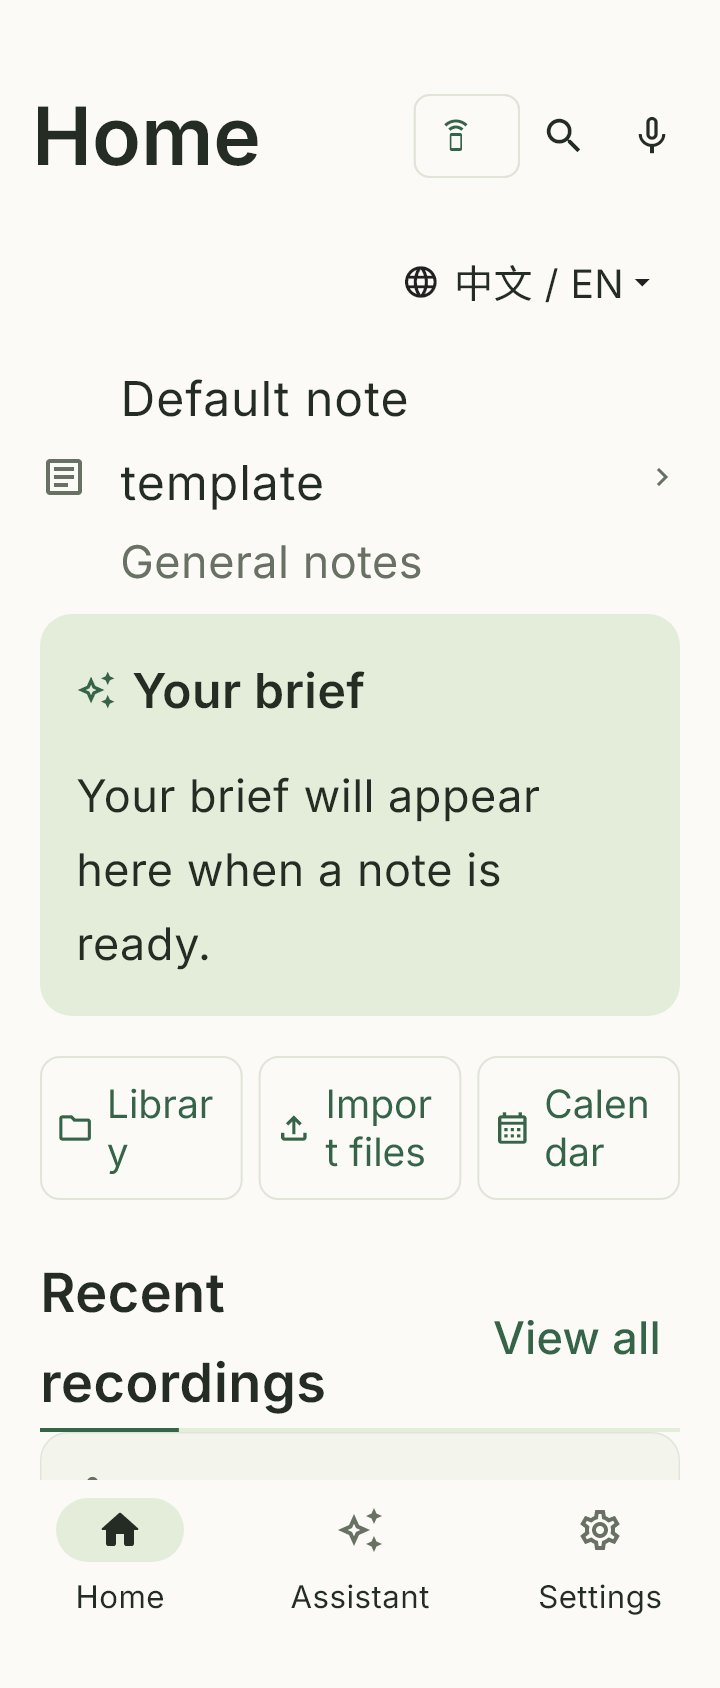 Home
中文 / EN
Default note
template
General notes
Your brief
Your brief will appear
here when a note is
ready.
Librar
y
Impor
t files
Calen
dar
Recent
recordings
View all
Home
Assistant
Settings